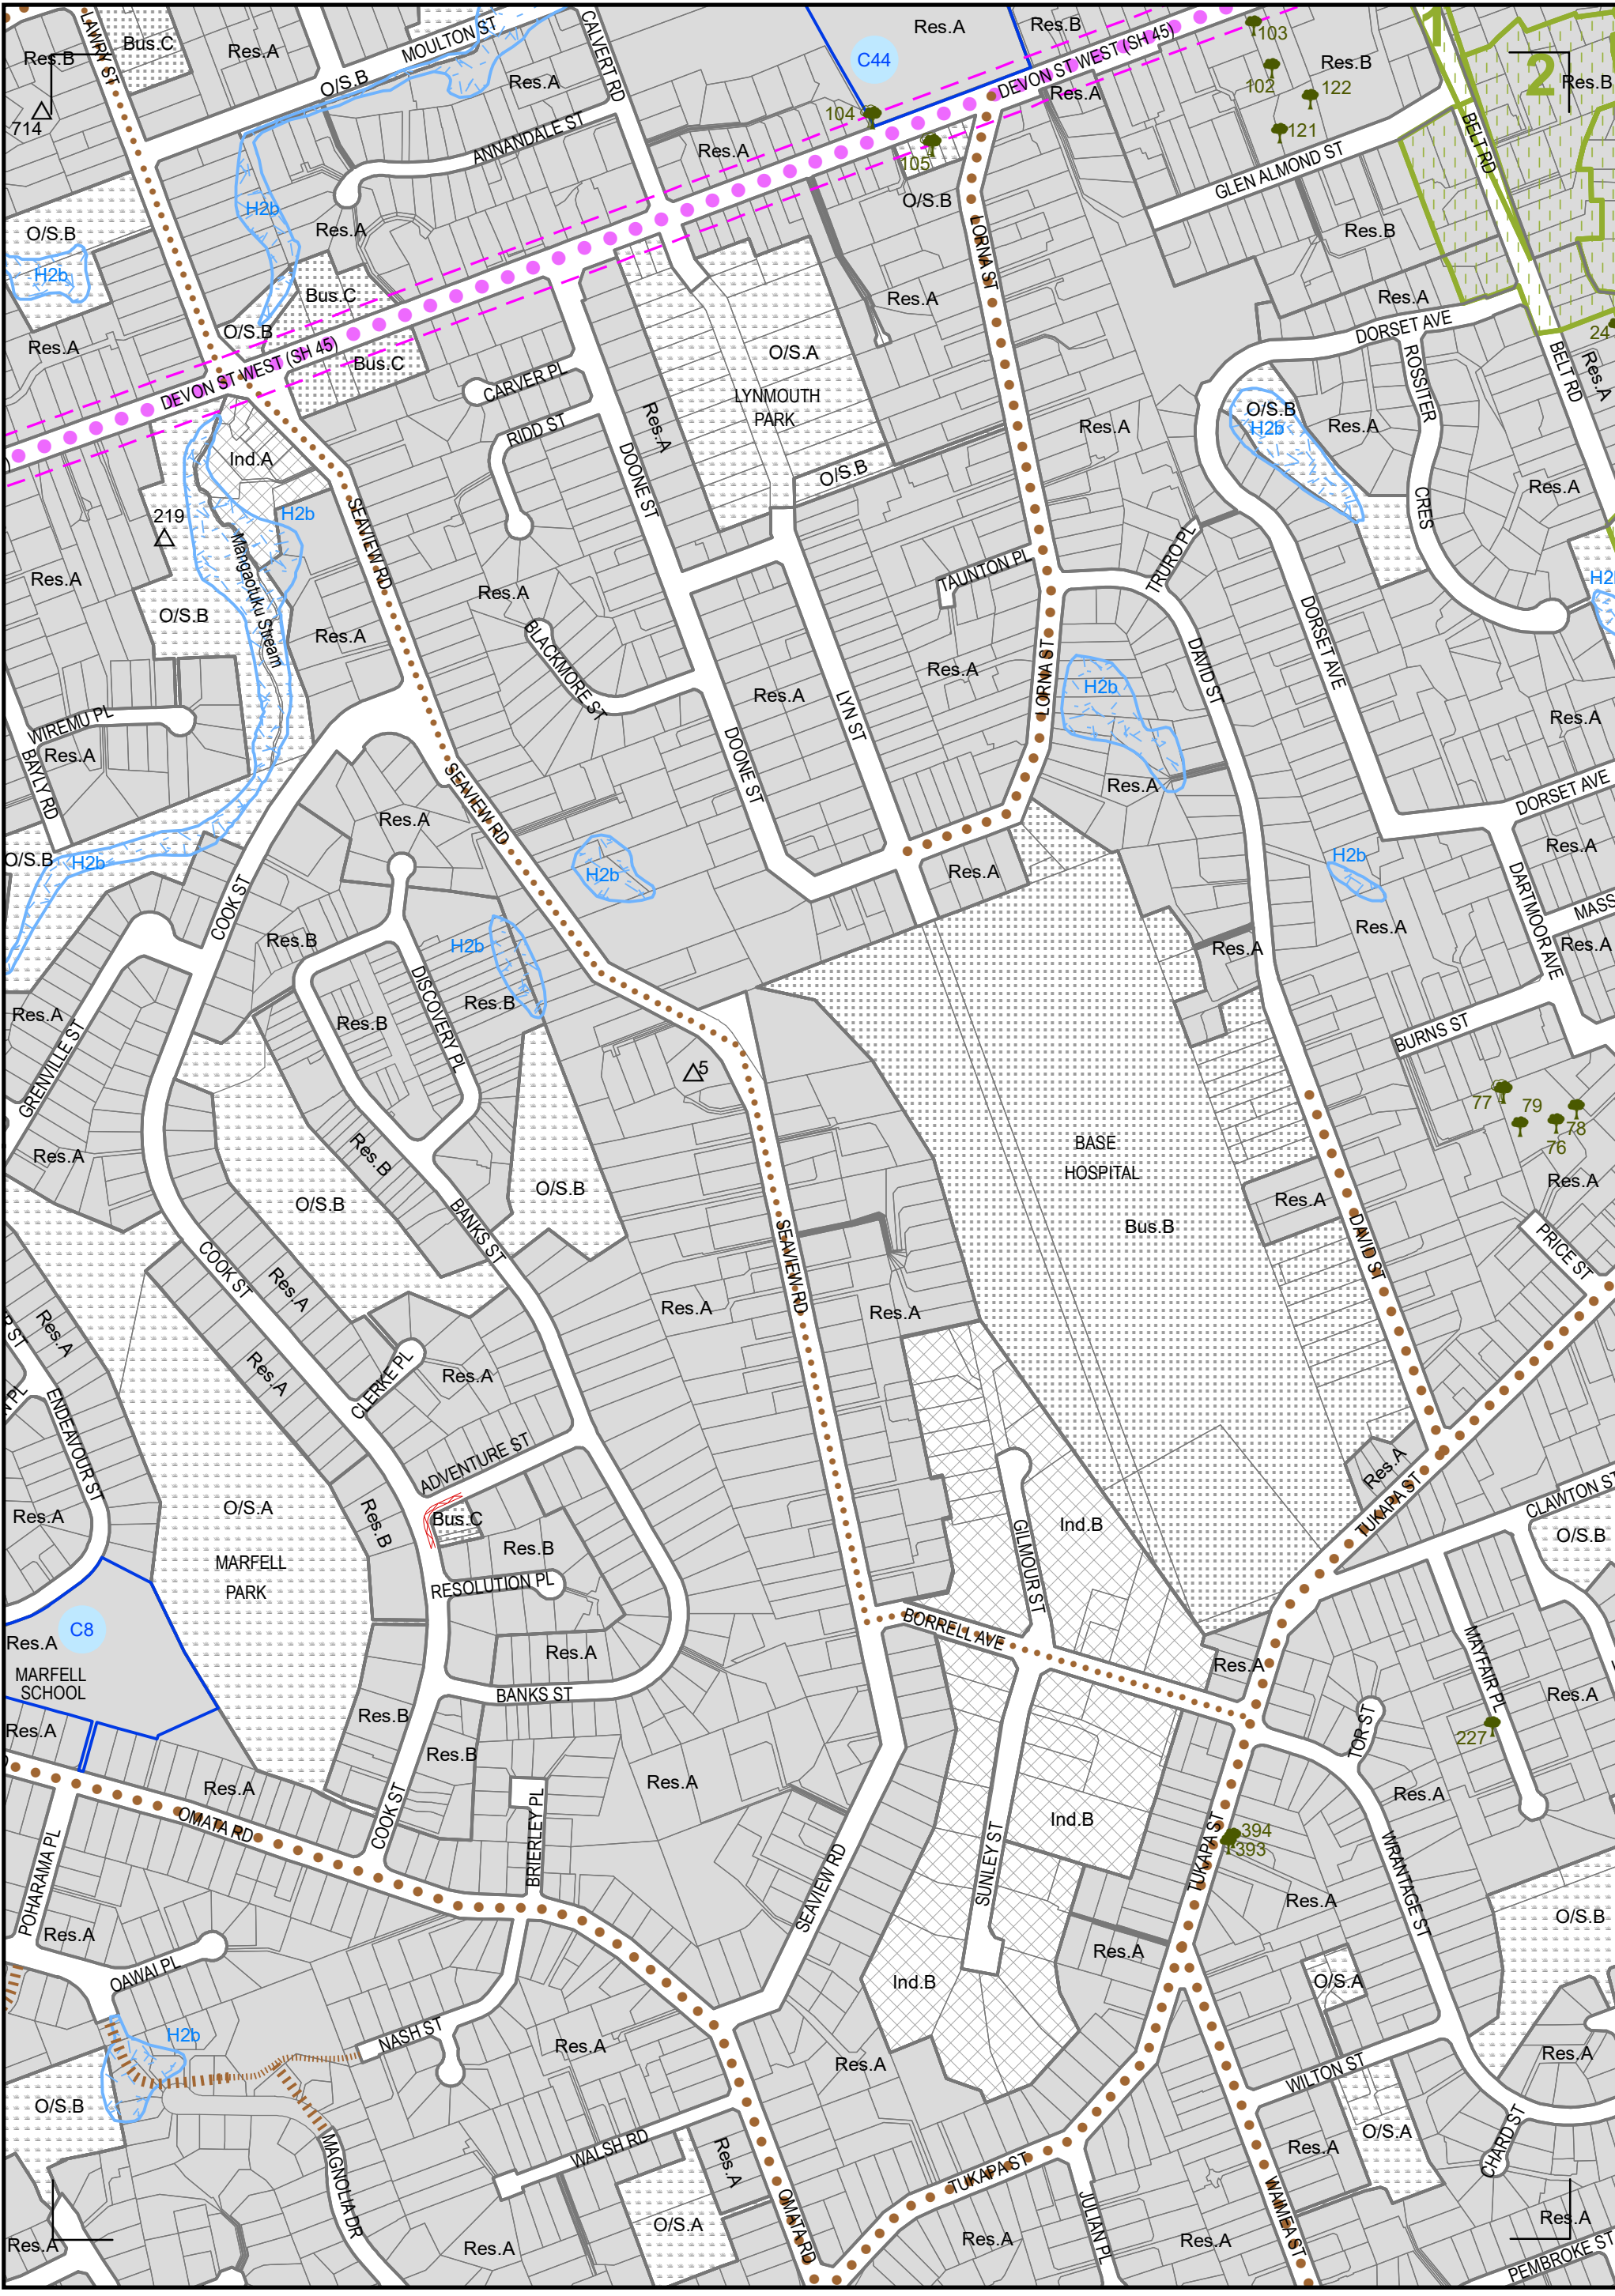 LAWRY ST
Bus.C
Res.A
MOULTON ST
CALVERT RD
Res.A
Res.B
103
Res.B
Res.B
2
1
Res.B
C44
DEVON ST WEST (SH 45)
102
122
O/S.B
Res.A
Res.A
714
104
121
BELT RD
ANNANDALE ST
Res.A
105
GLEN ALMOND ST
O/S.B
H2b
Res.A
O/S.B
LORNA ST
Res.B
O/S.B
H2b
Bus.C
Res.A
Res.A
DORSET AVE
24
O/S.B
Res.A
DEVON ST WEST (SH 45)
Bus.C
O/S.A
ROSSITER
BELT RD
Res.A
CARVER PL
LYNMOUTH
PARK
O/S.B
H2b
Res.A
RIDD ST
Res.A
Res.A
Ind.A
DOONE ST
O/S.B
CRES
Res.A
219
H2b
SEAVIEW RD
Mangaotuku Stream
TAUNTON PL
TRURO PL
Res.A
Res.A
O/S.B
Res.A
BLACKMORE ST
DORSET AVE
DAVID ST
LORNA ST
Res.A
H2b
Res.A
LYN ST
WIREMU PL
Res.A
BAYLY RD
DOONE ST
Res.A
Res.A
DORSET AVE
SEAVIEW RD
Res.A
O/S.B
H2b
H2b
Res.A
H2b
Res.A
DARTMOOR AVE
MASS
COOK ST
Res.B
H2b
Res.A
Res.A
Res.A
DISCOVERY PL
Res.B
Res.B
Res.A
GRENVILLE ST
BURNS ST
5
77
79
78
76
Res.A
Res.B
BASE
HOSPITAL
Bus.B
O/S.B
O/S.B
Res.A
Res.A
BANKS ST
DAVID ST
PRICE ST
COOK ST
Res.A
SEAVIEW RD
Res.A
Res.A
Res.A
Res.A
CLERKE PL
Res.A
ENDEAVOUR ST
ADVENTURE ST
Res.A
TUKAPA ST
CLAWTON ST
O/S.A
Res.A
Res.B
Bus.C
Ind.B
O/S.B
MARFELL
PARK
Res.B
GILMOUR ST
RESOLUTION PL
C8
Res.A
MARFELL
SCHOOL
BORRELL AVE
Res.A
Res.A
MAYFAIR PL
BANKS ST
Res.A
Res.A
Res.B
TOR ST
227
Res.B
Res.A
Res.A
Res.A
OMATA RD
COOK ST
BRIERLEY PL
Ind.B
TUKAPA ST
394
393
POHARAMA PL
SEAVIEW RD
SUNLEY ST
WRANTAGE ST
Res.A
Res.A
Res.A
O/S.B
OAWAI PL
Ind.B
O/S.A
H2b
NASH ST
Res.A
Res.A
Res.A
O/S.B
WILTON ST
WALSH RD
Res.A
TUKAPA ST
Res.A
O/S.A
CHARD ST
MAGNOLIA DR
OMATA RD
O/S.A
Res.A
JULIAN PL
Res.A
WAIMEA ST
Res.A
Res.A
Res.A
PEMBROKE ST